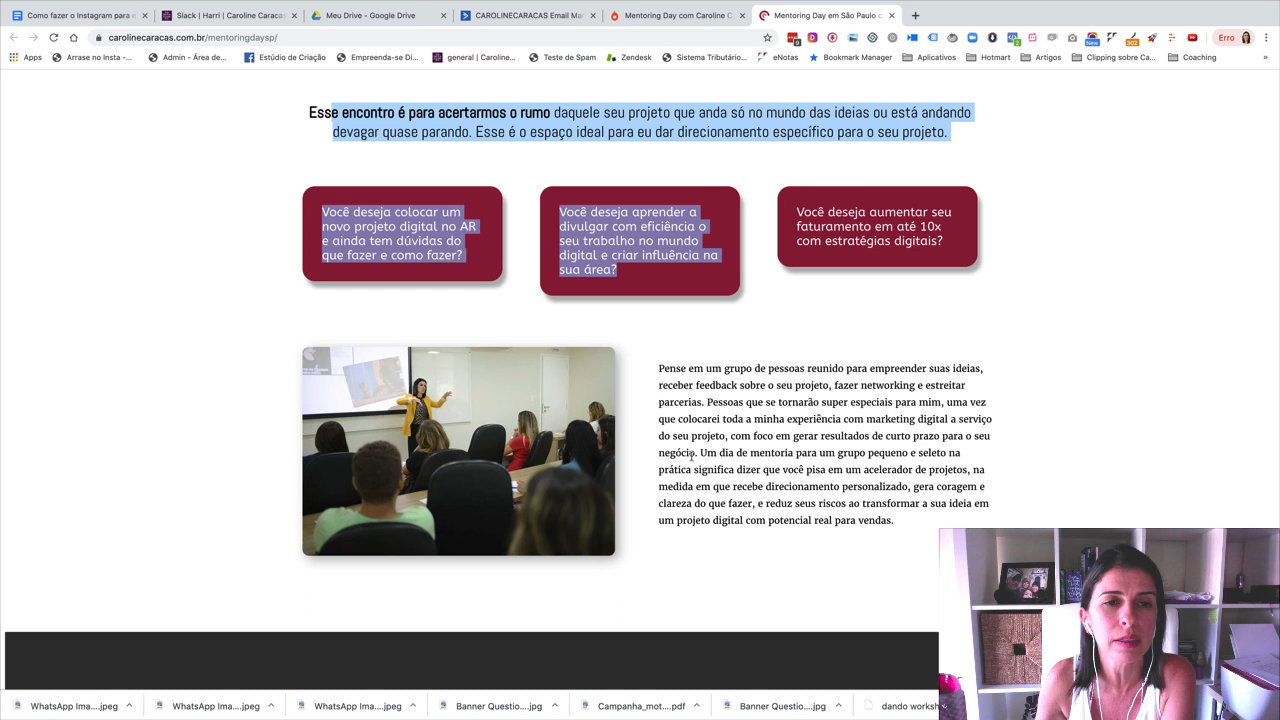 Como fazer o Instagram para c
Slack | Harri | Caroline Caracas
Meu Drive - Google Drive
CAROLINECARACAS Email Mar
Mentoring Day com Caroline C
Mentoring Day em São Paulo c
carolinecaracas.com.br/mentoringdaysp/
Erro
Apps
Arrase no Insta -...
Admin - Área de...
Estúdio de Criação
Empreenda-se Di...
general | Caroline...
Teste de Spam
Zendesk
Sistema Tributário...
eNotas
Bookmark Manager
Aplicativos
Hotmart
Artigos
Clipping sobre Ca...
Coaching
Esse encontro é para acertarmos o rumo daquele seu projeto que anda só no mundo das ideias ou está andando
devagar quase parando. Esse é o espaço ideal para eu dar direcionamento específico para o seu projeto.
Você deseja colocar um
novo projeto digital no AR
e ainda tem dúvidas do
que fazer e como fazer?
Você deseja aprender a
divulgar com eficiência o
seu trabalho no mundo
digital e criar influência na
sua área?
Você deseja aumentar seu
faturamento em até 10x
com estratégias digitais?
Pense em um grupo de pessoas reunido para empreender suas ideias,
receber feedback sobre o seu projeto, fazer networking e estreitar
parcerias. Pessoas que se tornarão super especiais para mim, uma vez
que colocarei toda a minha experiência com marketing digital a serviço
do seu projeto, com foco em gerar resultados de curto prazo para o seu
negócio. Um dia de mentoria para um grupo pequeno e seleto na
prática significa dizer que você pisa em um acelerador de projetos, na
medida em que recebe direcionamento personalizado, gera coragem e
clareza do que fazer, e reduz seus riscos ao transformar a sua ideia em
um projeto digital com potencial real para vendas.
WhatsApp Ima....jpeg
WhatsApp Ima....jpeg
WhatsApp Ima....jpeg
Banner Questio...jpg
Campanha_mot....pdf
Banner Questio...jpg
dando worksh